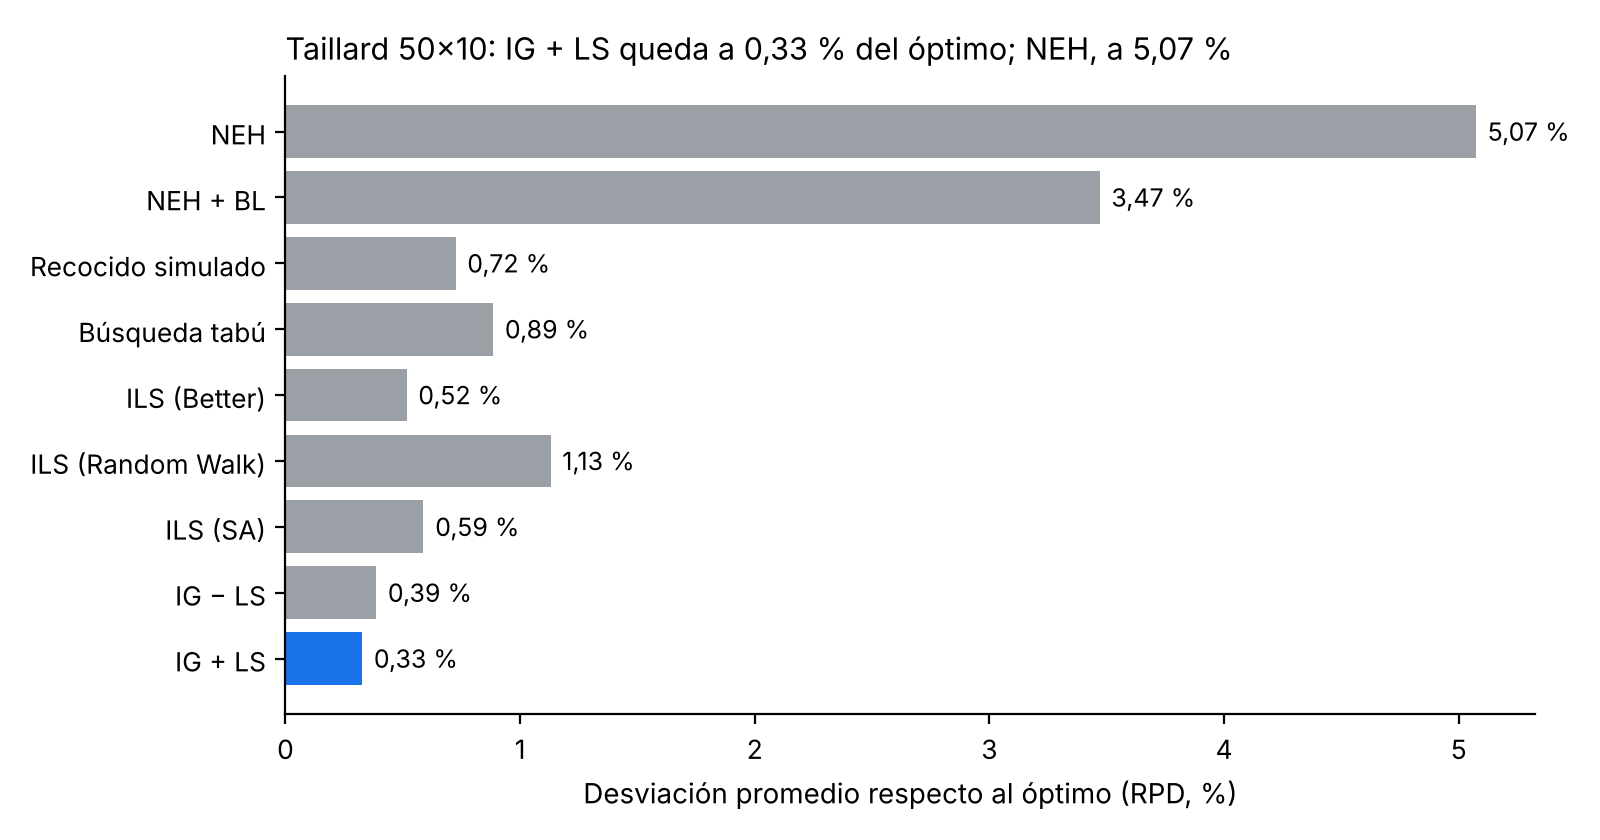 Taillard 50×10: IG + LS queda a 0,33 % del óptimo; NEH, a 5,07 %
NEH
5,07 %
NEH + BL
3,47 %
Recocido simulado
0,72 %
Búsqueda tabú
0,89 %
ILS (Better)
0,52 %
ILS (Random Walk)
1,13 %
ILS (SA)
0,59 %
IG − LS
0,39 %
IG + LS
0,33 %
0 1 2 3 4 5
Desviación promedio respecto al óptimo (RPD, %)